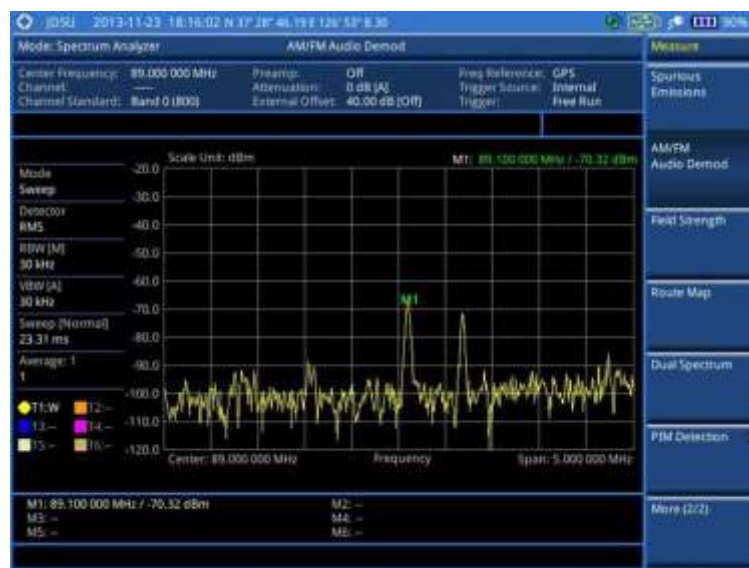 JDSU 2013-11-23 18:16:02 N 37° 28' 46.19 E 126° 53' 8.30 90%
Mode: Spectrum Analyzer AM/FM Audio Demod Measure
Center Frequency: 89.000 000 MHz Preamp: Off Freq Reference: GPS
Channel: ---- Attenuation: 0 dB [A] Trigger Source: Internal
Channel Standard: Band 0 (800) External Offset: 40.00 dB [Off] Trigger: Free Run
Spurious
Emissions
AM/FM
Audio Demod
Field Strength
Route Map
Dual Spectrum
PIM Detection
More (2/2)
Scale Unit: dBm M1: 89.100 000 MHz / -70.32 dBm
Mode
Sweep
Detector
RMS
RBW [M]
30 kHz
VBW [A]
30 kHz
Sweep [Normal]
23.31 ms
Average: 1
1
T1:W T2:--
T3:-- T4:--
T5:-- T6:--
-20.0
-30.0
-40.0
-50.0
-60.0
-70.0
-80.0
-90.0
-100.0
-110.0
-120.0
M1
Center: 89.000 000 MHz Frequency Span: 5.000 000 MHz
M1: 89.100 000 MHz / -70.32 dBm M2: --
M3: -- M4: --
M5: -- M6: --